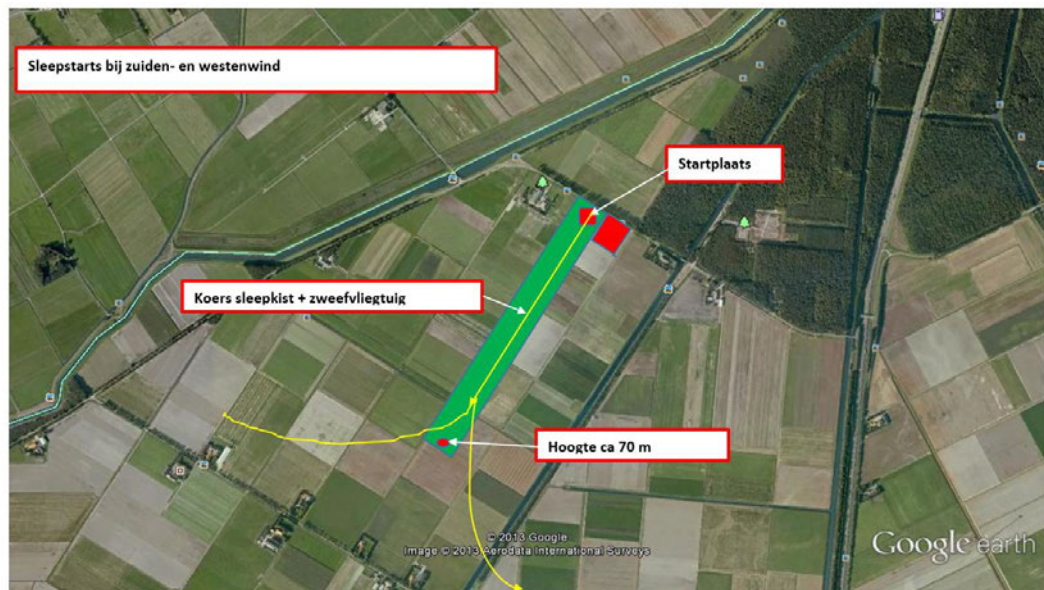 Sleepstarts bij zuiden- en westenwind
Startplaats
Koers sleepkist + zweefvliegtuig
Hoogte ca 70 m
© 2013 Google
Image © 2013 Aerodata International Surveys
Google earth